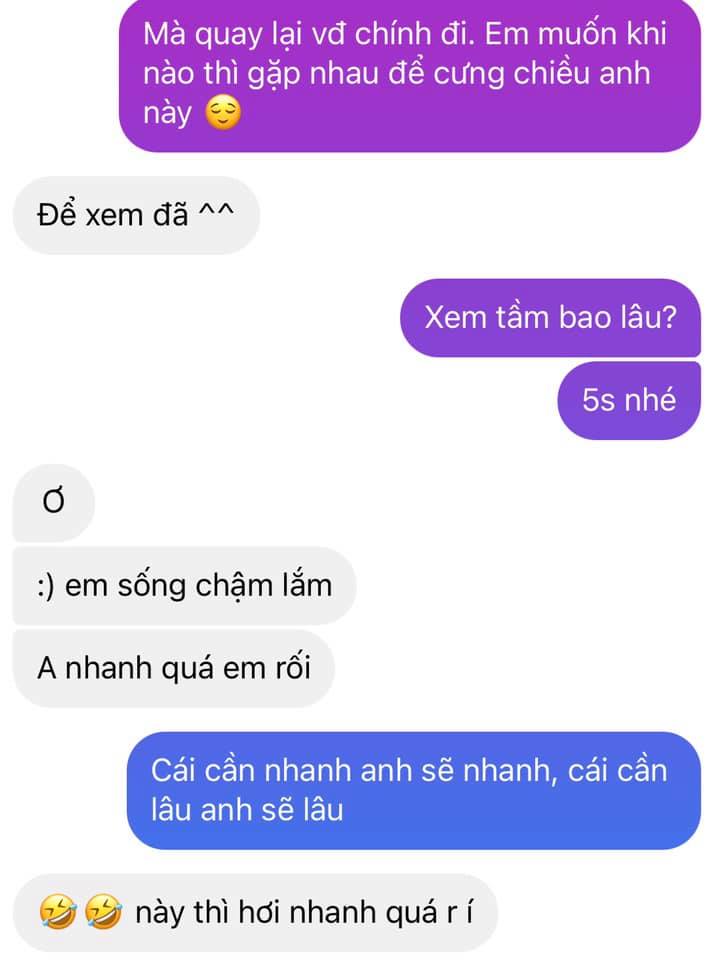 Mà quay lại vđ chính đi. Em muốn khi
nào thì gặp nhau để cưng chiều anh
này 😌
Để xem đã ^^
Xem tầm bao lâu?
5s nhé
Ơ
:) em sống chậm lắm
A nhanh quá em rối
Cái cần nhanh anh sẽ nhanh, cái cần
lâu anh sẽ lâu
🤣🤣 này thì hơi nhanh quá r í